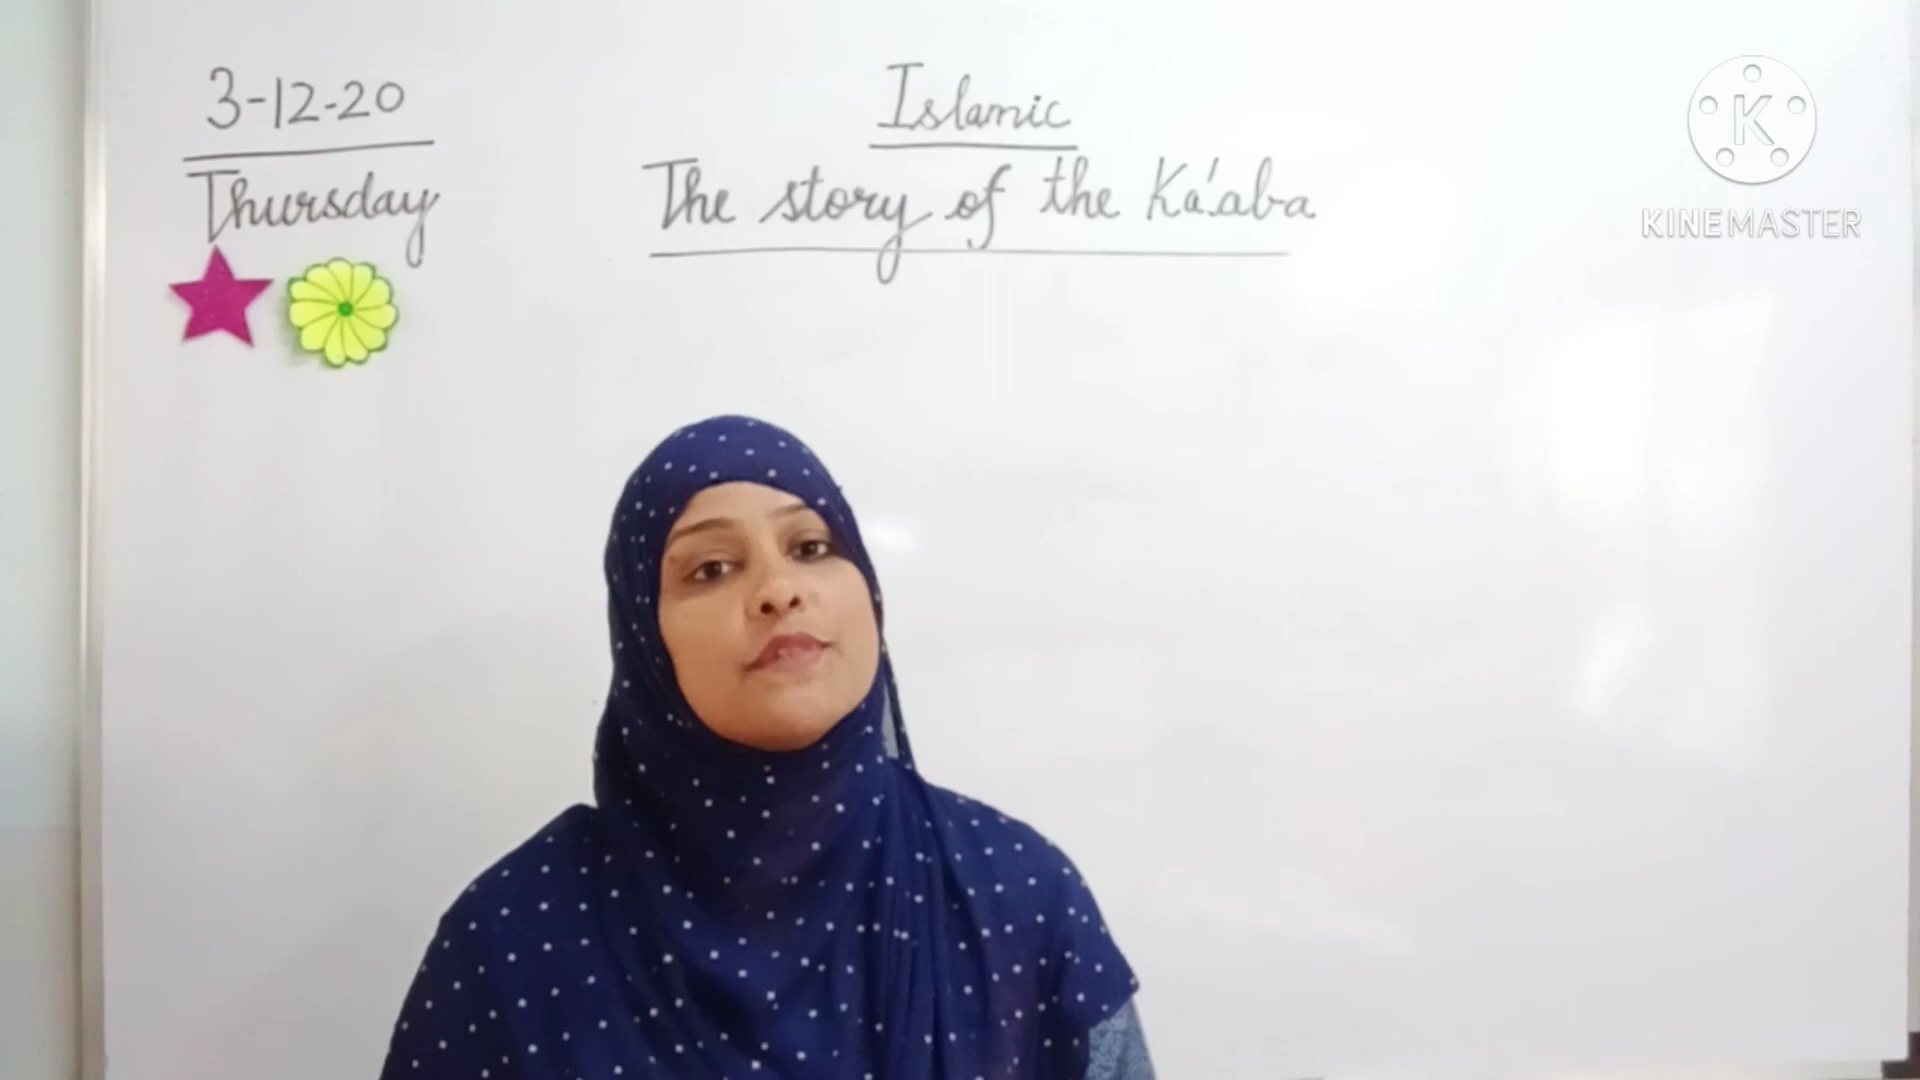 3-12-20
Thursday
Islamic
The story of the Ka'aba
K
KINEMASTER